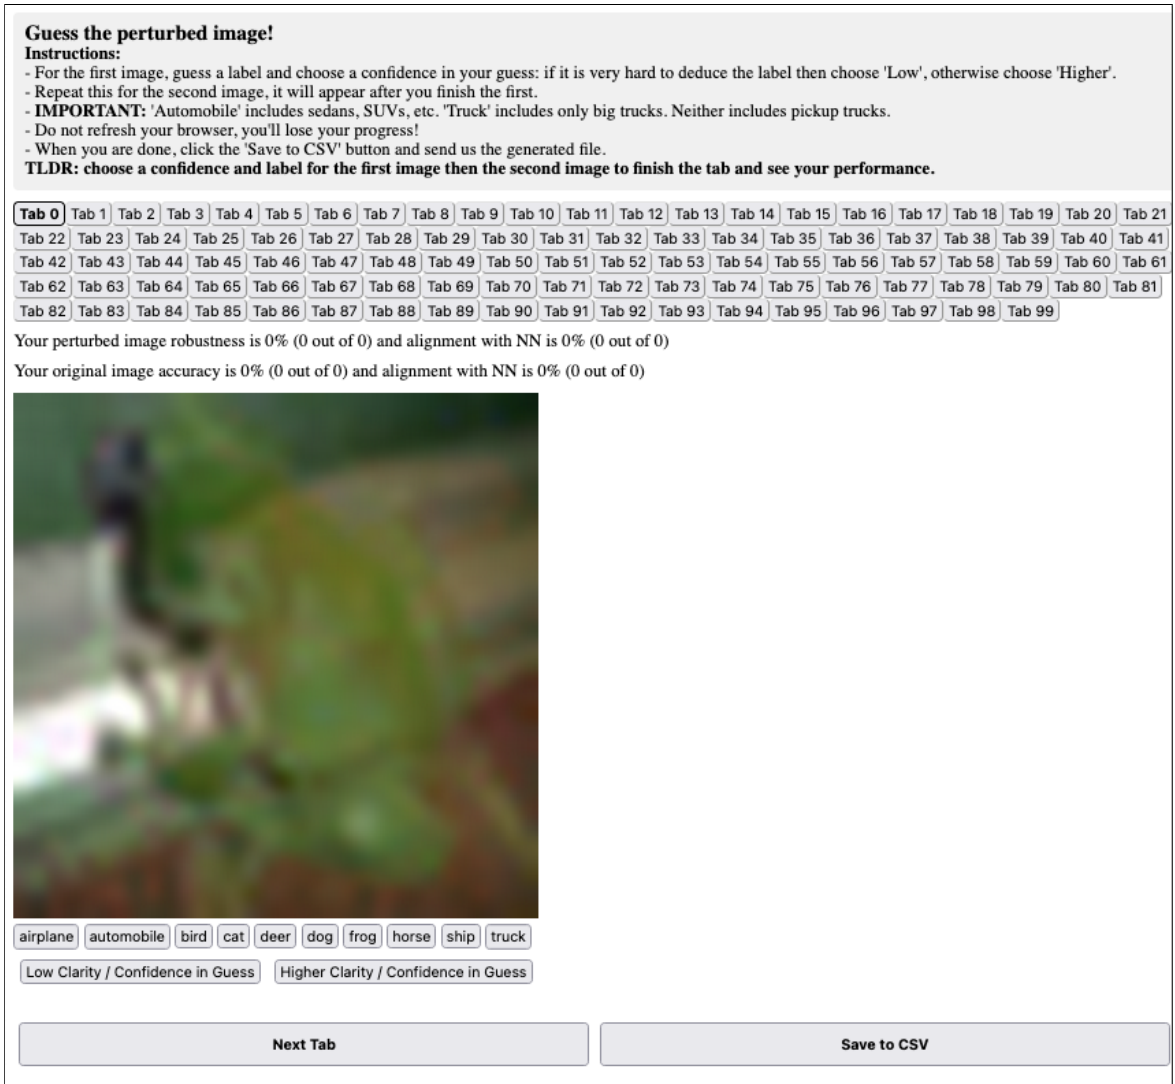 Guess the perturbed image!
Instructions:
- For the first image, guess a label and choose a confidence in your guess: if it is very hard to deduce the label then choose 'Low', otherwise choose 'Higher'.
- Repeat this for the second image, it will appear after you finish the first.
- IMPORTANT: 'Automobile' includes sedans, SUVs, etc. 'Truck' includes only big trucks. Neither includes pickup trucks.
- Do not refresh your browser, you'll lose your progress!
- When you are done, click the 'Save to CSV' button and send us the generated file.
TLDR: choose a confidence and label for the first image then the second image to finish the tab and see your performance.
Tab 0 Tab 1 Tab 2 Tab 3 Tab 4 Tab 5 Tab 6 Tab 7 Tab 8 Tab 9 Tab 10 Tab 11 Tab 12 Tab 13 Tab 14 Tab 15 Tab 16 Tab 17 Tab 18 Tab 19 Tab 20 Tab 21
Tab 22 Tab 23 Tab 24 Tab 25 Tab 26 Tab 27 Tab 28 Tab 29 Tab 30 Tab 31 Tab 32 Tab 33 Tab 34 Tab 35 Tab 36 Tab 37 Tab 38 Tab 39 Tab 40 Tab 41
Tab 42 Tab 43 Tab 44 Tab 45 Tab 46 Tab 47 Tab 48 Tab 49 Tab 50 Tab 51 Tab 52 Tab 53 Tab 54 Tab 55 Tab 56 Tab 57 Tab 58 Tab 59 Tab 60 Tab 61
Tab 62 Tab 63 Tab 64 Tab 65 Tab 66 Tab 67 Tab 68 Tab 69 Tab 70 Tab 71 Tab 72 Tab 73 Tab 74 Tab 75 Tab 76 Tab 77 Tab 78 Tab 79 Tab 80 Tab 81
Tab 82 Tab 83 Tab 84 Tab 85 Tab 86 Tab 87 Tab 88 Tab 89 Tab 90 Tab 91 Tab 92 Tab 93 Tab 94 Tab 95 Tab 96 Tab 97 Tab 98 Tab 99
Your perturbed image robustness is 0% (0 out of 0) and alignment with NN is 0% (0 out of 0)
Your original image accuracy is 0% (0 out of 0) and alignment with NN is 0% (0 out of 0)
airplane automobile bird cat deer dog frog horse ship truck
Low Clarity / Confidence in Guess Higher Clarity / Confidence in Guess
Next Tab Save to CSV